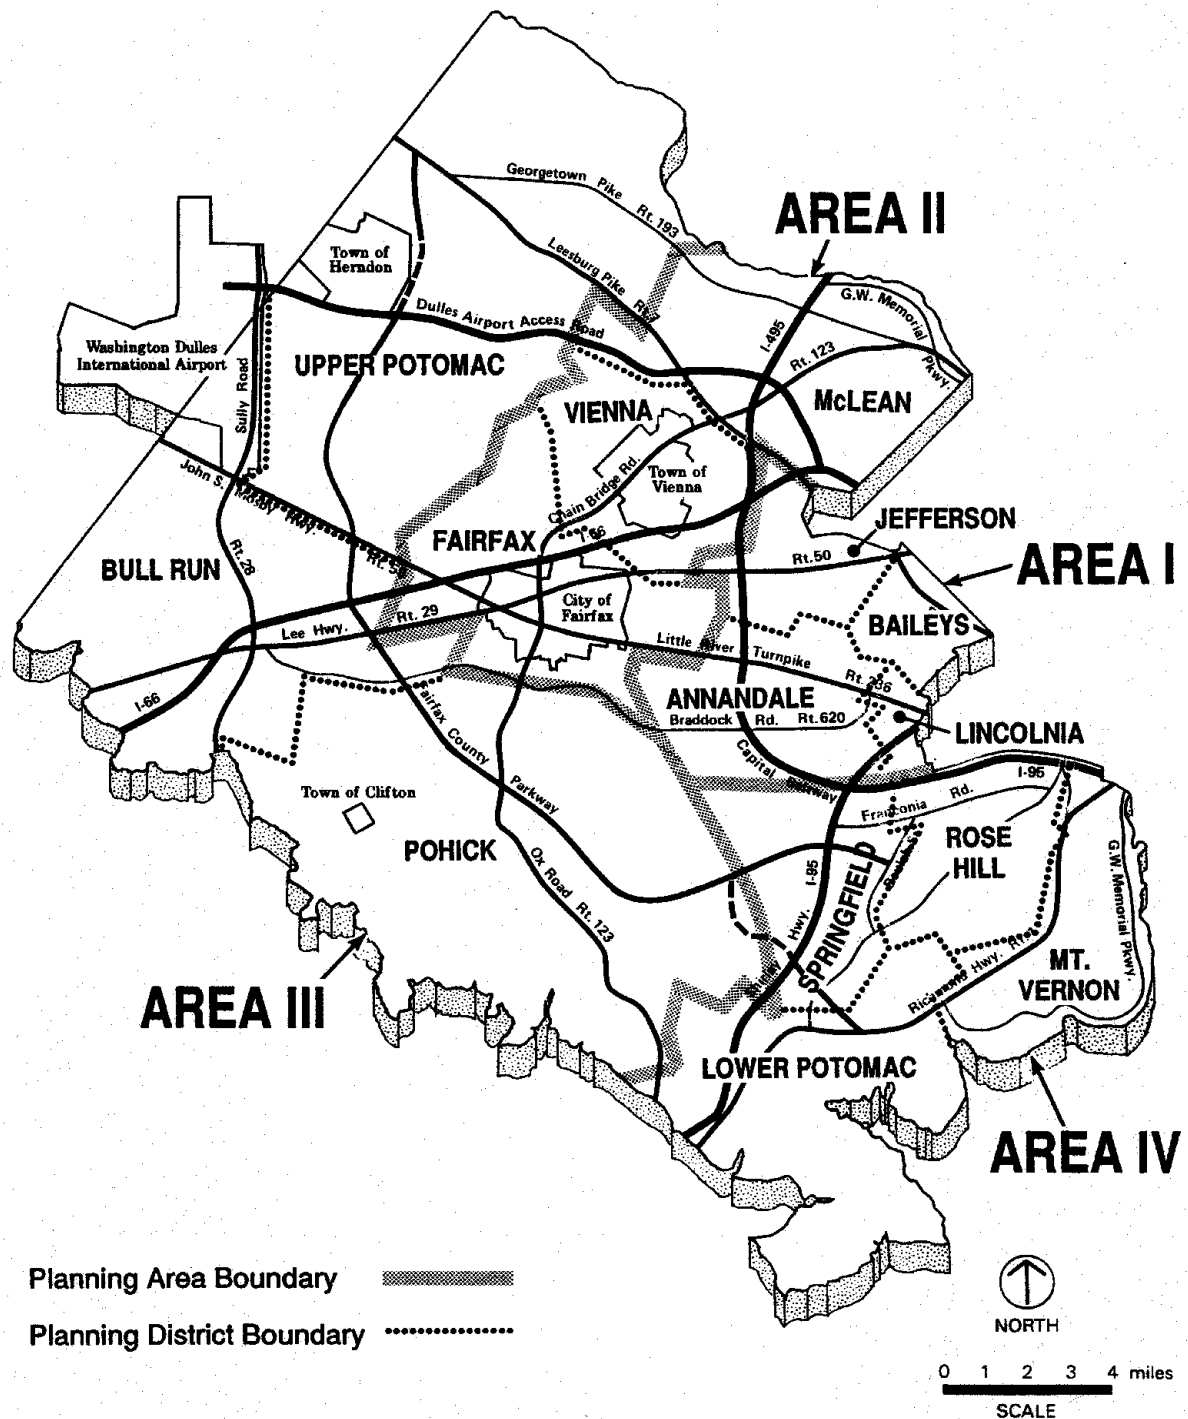 Georgetown Pike Rt. 193
AREA II
Town of
Herndon
Leesburg Pike Rt. 7
G.W. Memorial Pkwy.
Dulles Airport Access Road
I-495
Rt. 123
Washington Dulles
International Airport
UPPER POTOMAC
Sully Road
VIENNA
McLEAN
John S. Mosby Hwy.
Chain Bridge Rd.
Town of
Vienna
JEFFERSON
FAIRFAX
I-66
Rt. 50
AREA I
BULL RUN
Rt. 28
City of
Fairfax
Rt. 29
Lee Hwy.
BAILEYS
Little River Turnpike
Rt. 236
I-66
ANNANDALE
Braddock Rd. Rt. 620
LINCOLNIA
Fairfax County Parkway
Capital Beltway
I-95
Town of Clifton
Franconia Rd.
POHICK
ROSE
HILL
Ox Road Rt. 123
I-95
SPRINGFIELD
G.W. Memorial Pkwy.
Shirley Hwy.
Richmond Hwy.
MT.
VERNON
AREA III
LOWER POTOMAC
AREA IV
Planning Area Boundary
Planning District Boundary
NORTH
0 1 2 3 4 miles
SCALE